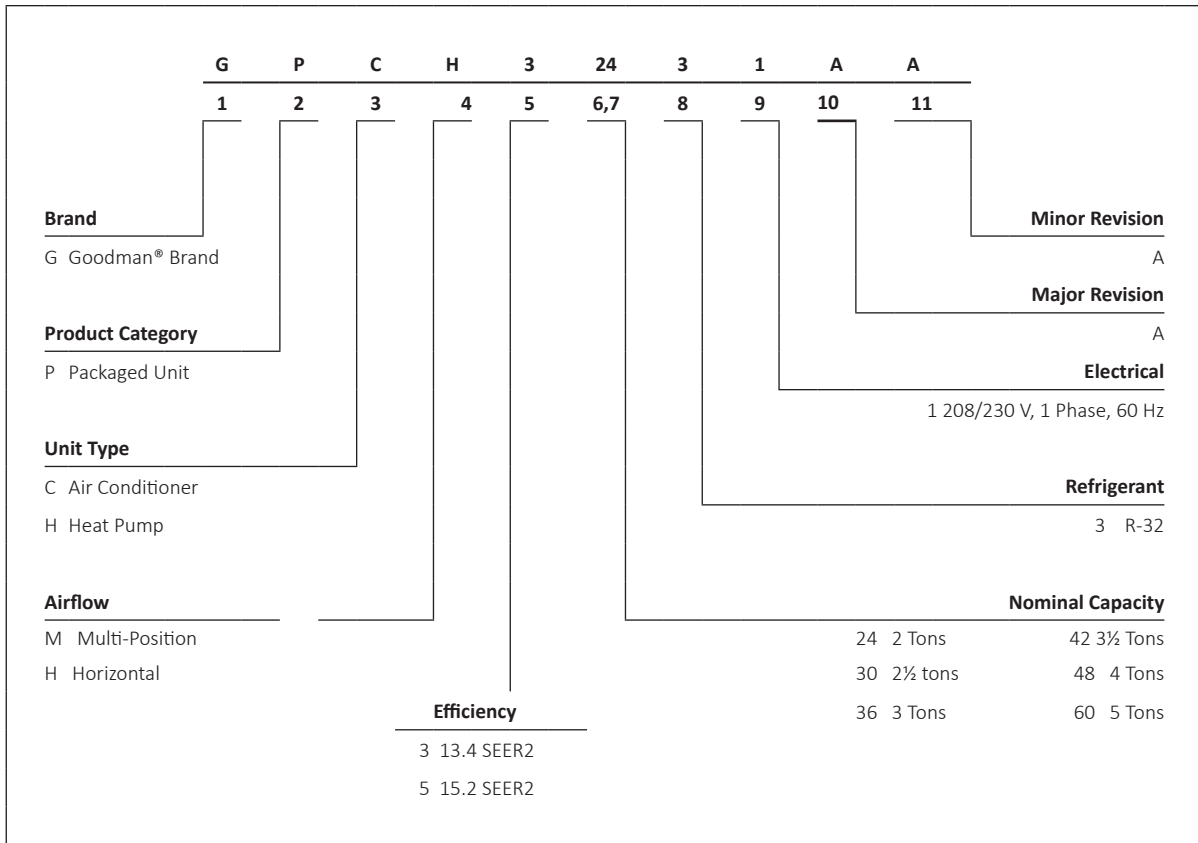 G P C H 3 24 3 1 A A
1 2 3 4 5 6,7 8 9 10 11
Brand
G Goodman® Brand
Product Category
P Packaged Unit
Unit Type
C Air Conditioner
H Heat Pump
Airflow
M Multi-Position
H Horizontal
Efficiency
3 13.4 SEER2
5 15.2 SEER2
Minor Revision
A
Major Revision
A
Electrical
1 208/230 V, 1 Phase, 60 Hz
Refrigerant
3 R-32
Nominal Capacity
24 2 Tons 42 3½ Tons
30 2½ tons 48 4 Tons
36 3 Tons 60 5 Tons